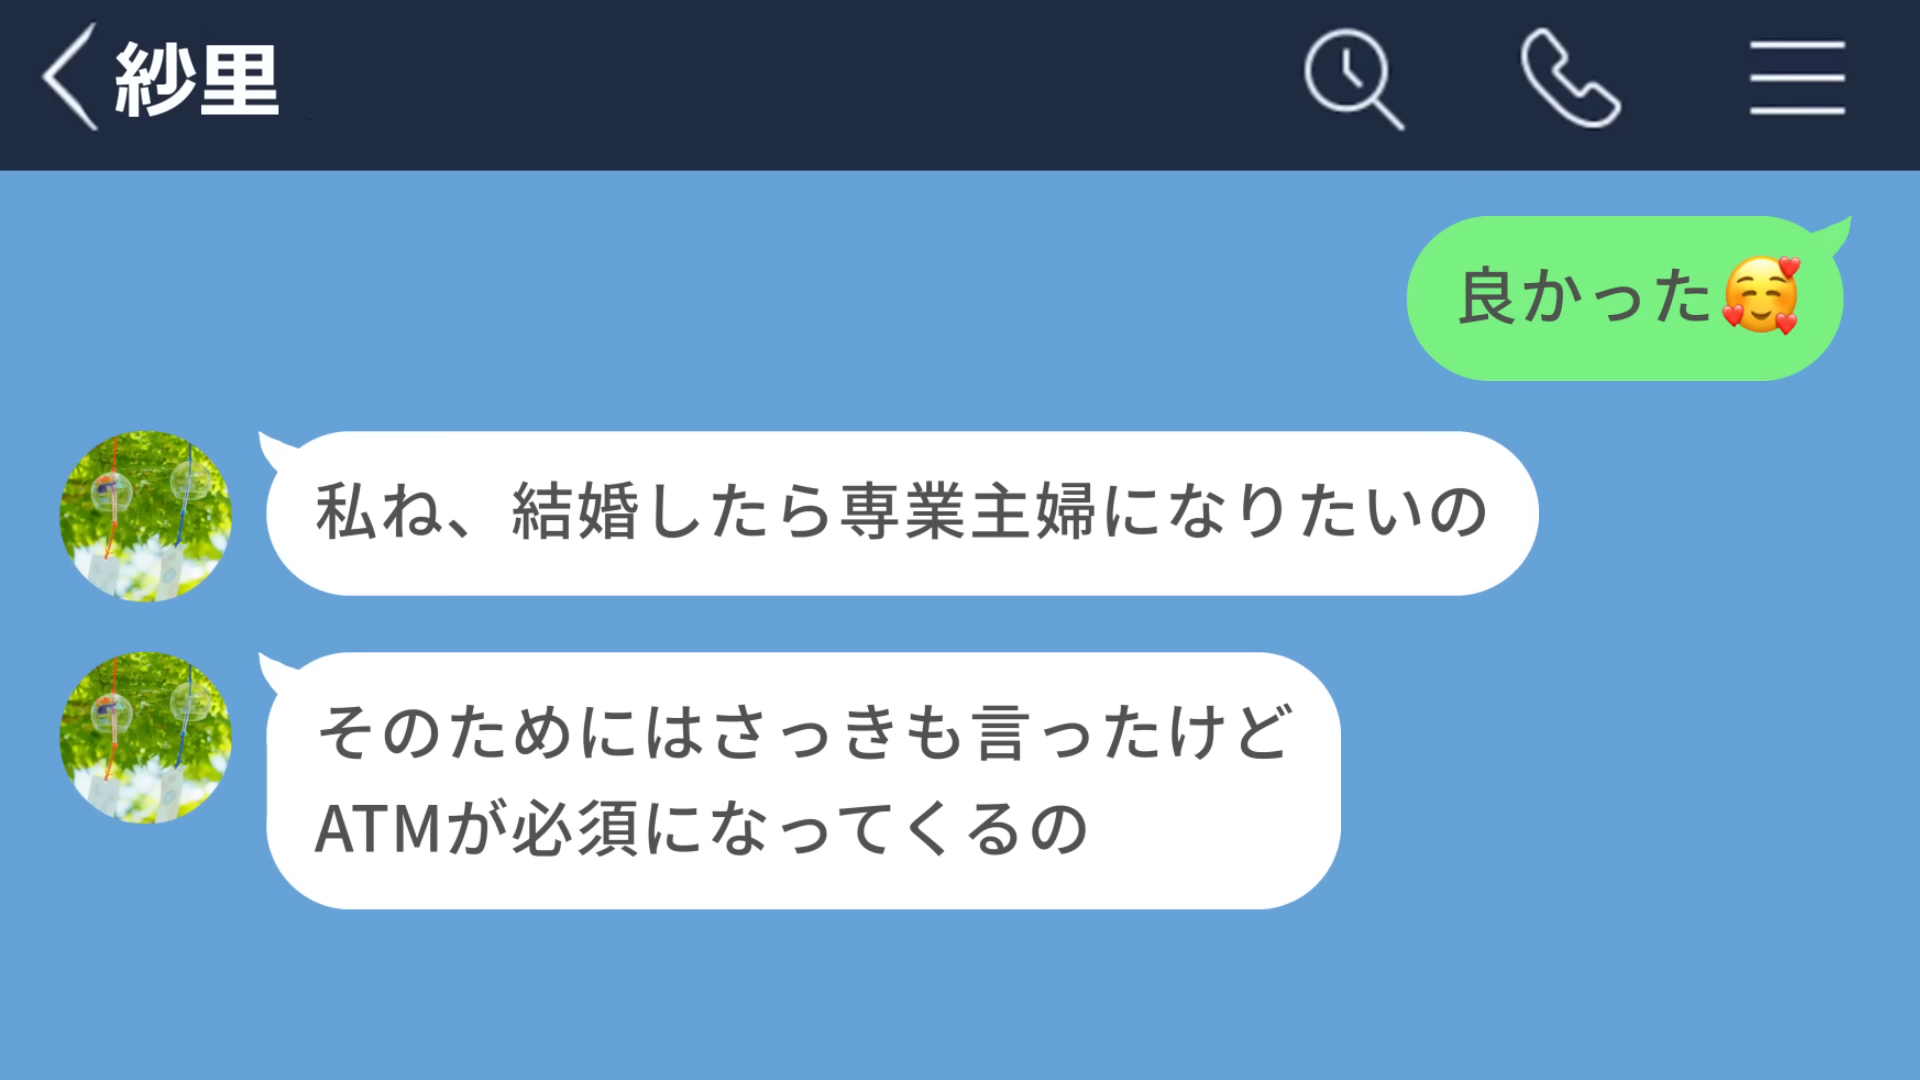 紗里
良かった🥰
私ね、結婚したら専業主婦になりたいの
そのためにはさっきも言ったけど
ATMが必須になってくるの